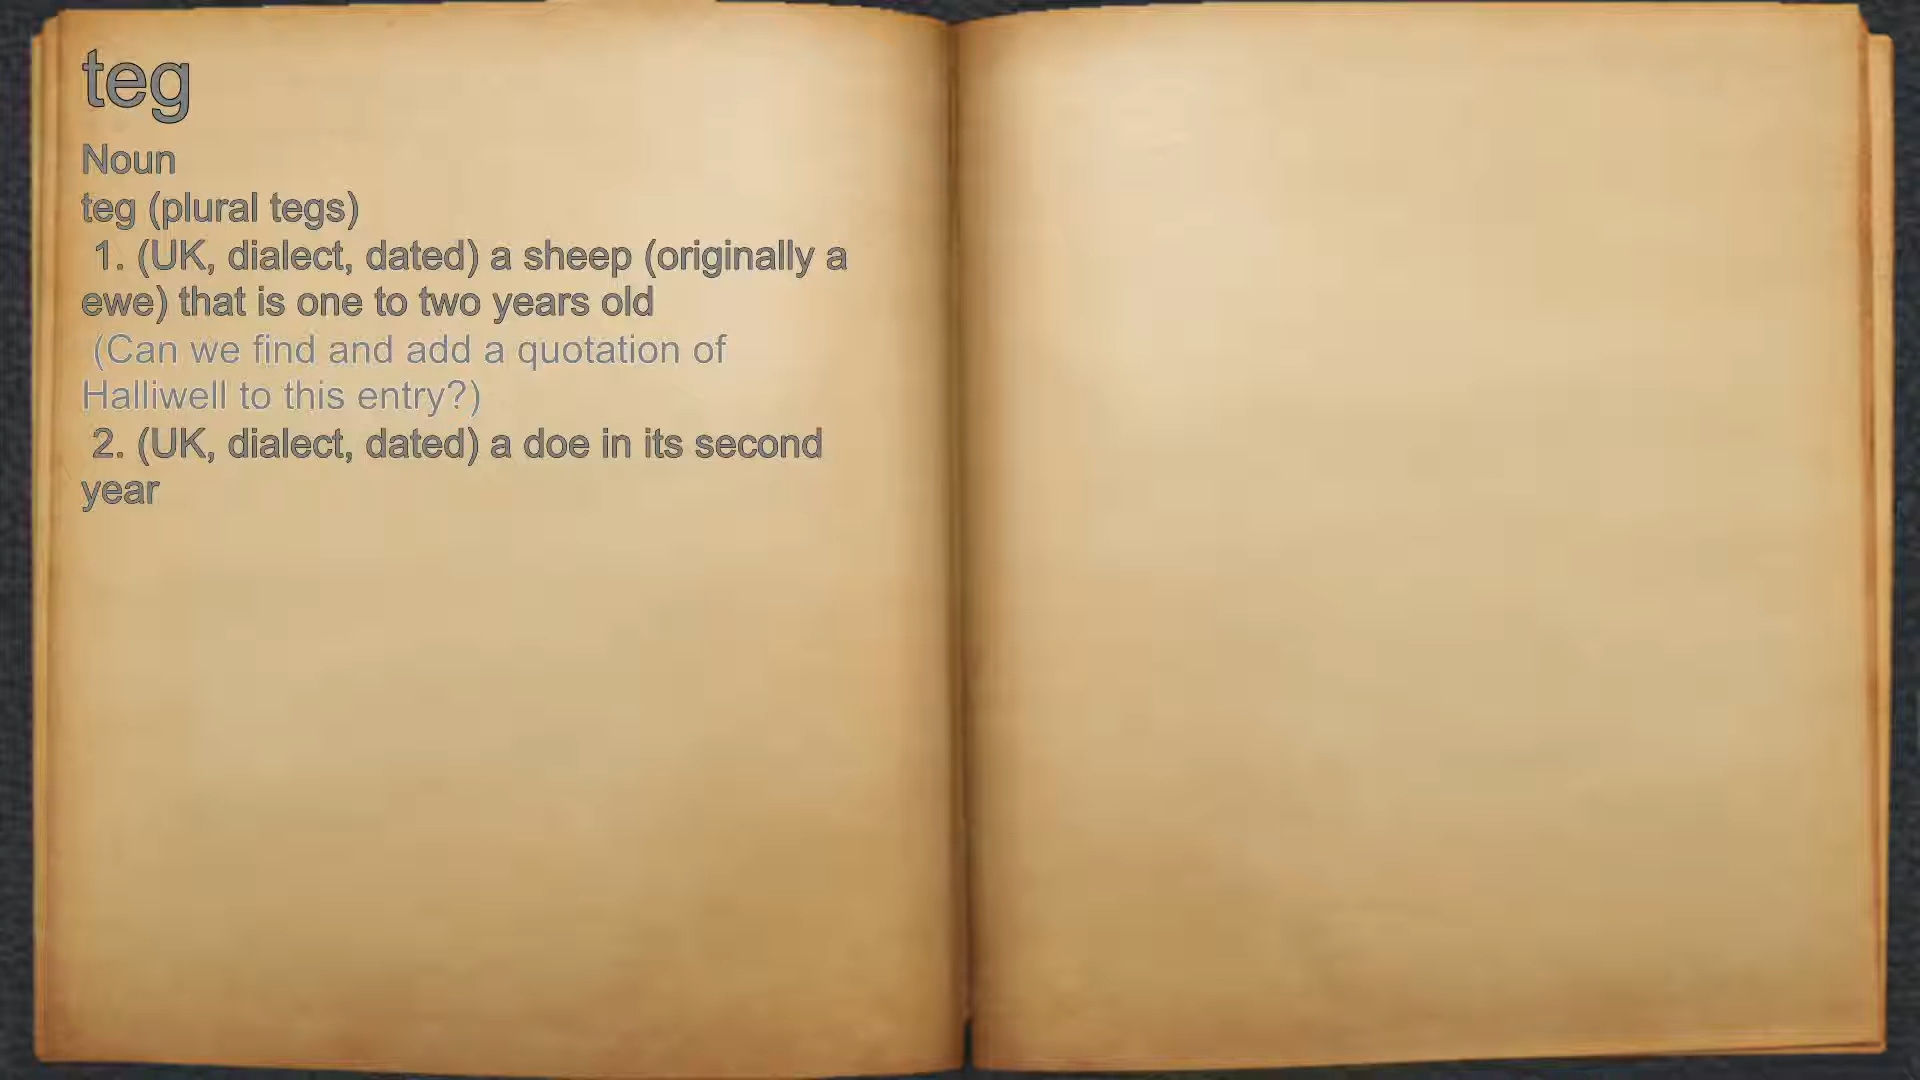 teg
Noun
teg (plural tegs)
1. (UK, dialect, dated) a sheep (originally a
ewe) that is one to two years old
(Can we find and add a quotation of
Halliwell to this entry?)
2. (UK, dialect, dated) a doe in its second
year